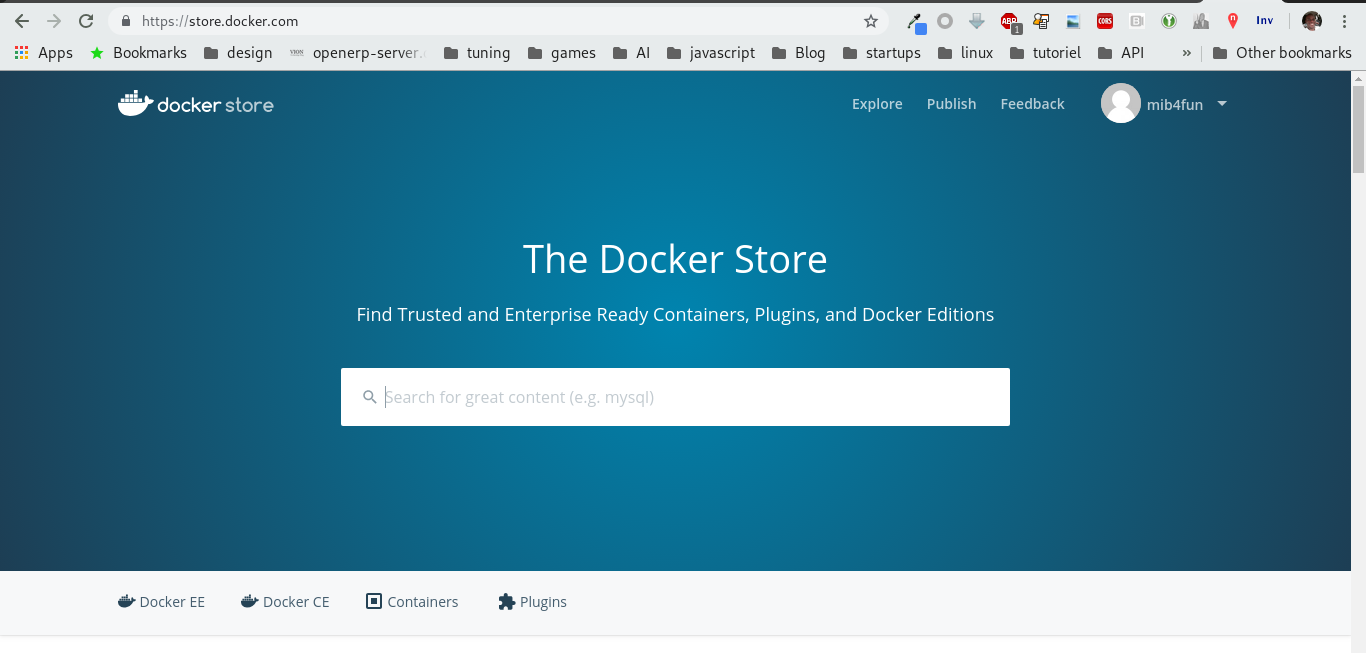 https://store.docker.com
ABP
1
CORS
Inv
Apps Bookmarks design openerp-server. tuning games AI javascript Blog startups linux tutoriel API » Other bookmarks
docker store
Explore Publish Feedback mib4fun
The Docker Store
Find Trusted and Enterprise Ready Containers, Plugins, and Docker Editions
Search for great content (e.g. mysql)
Docker EE Docker CE Containers Plugins